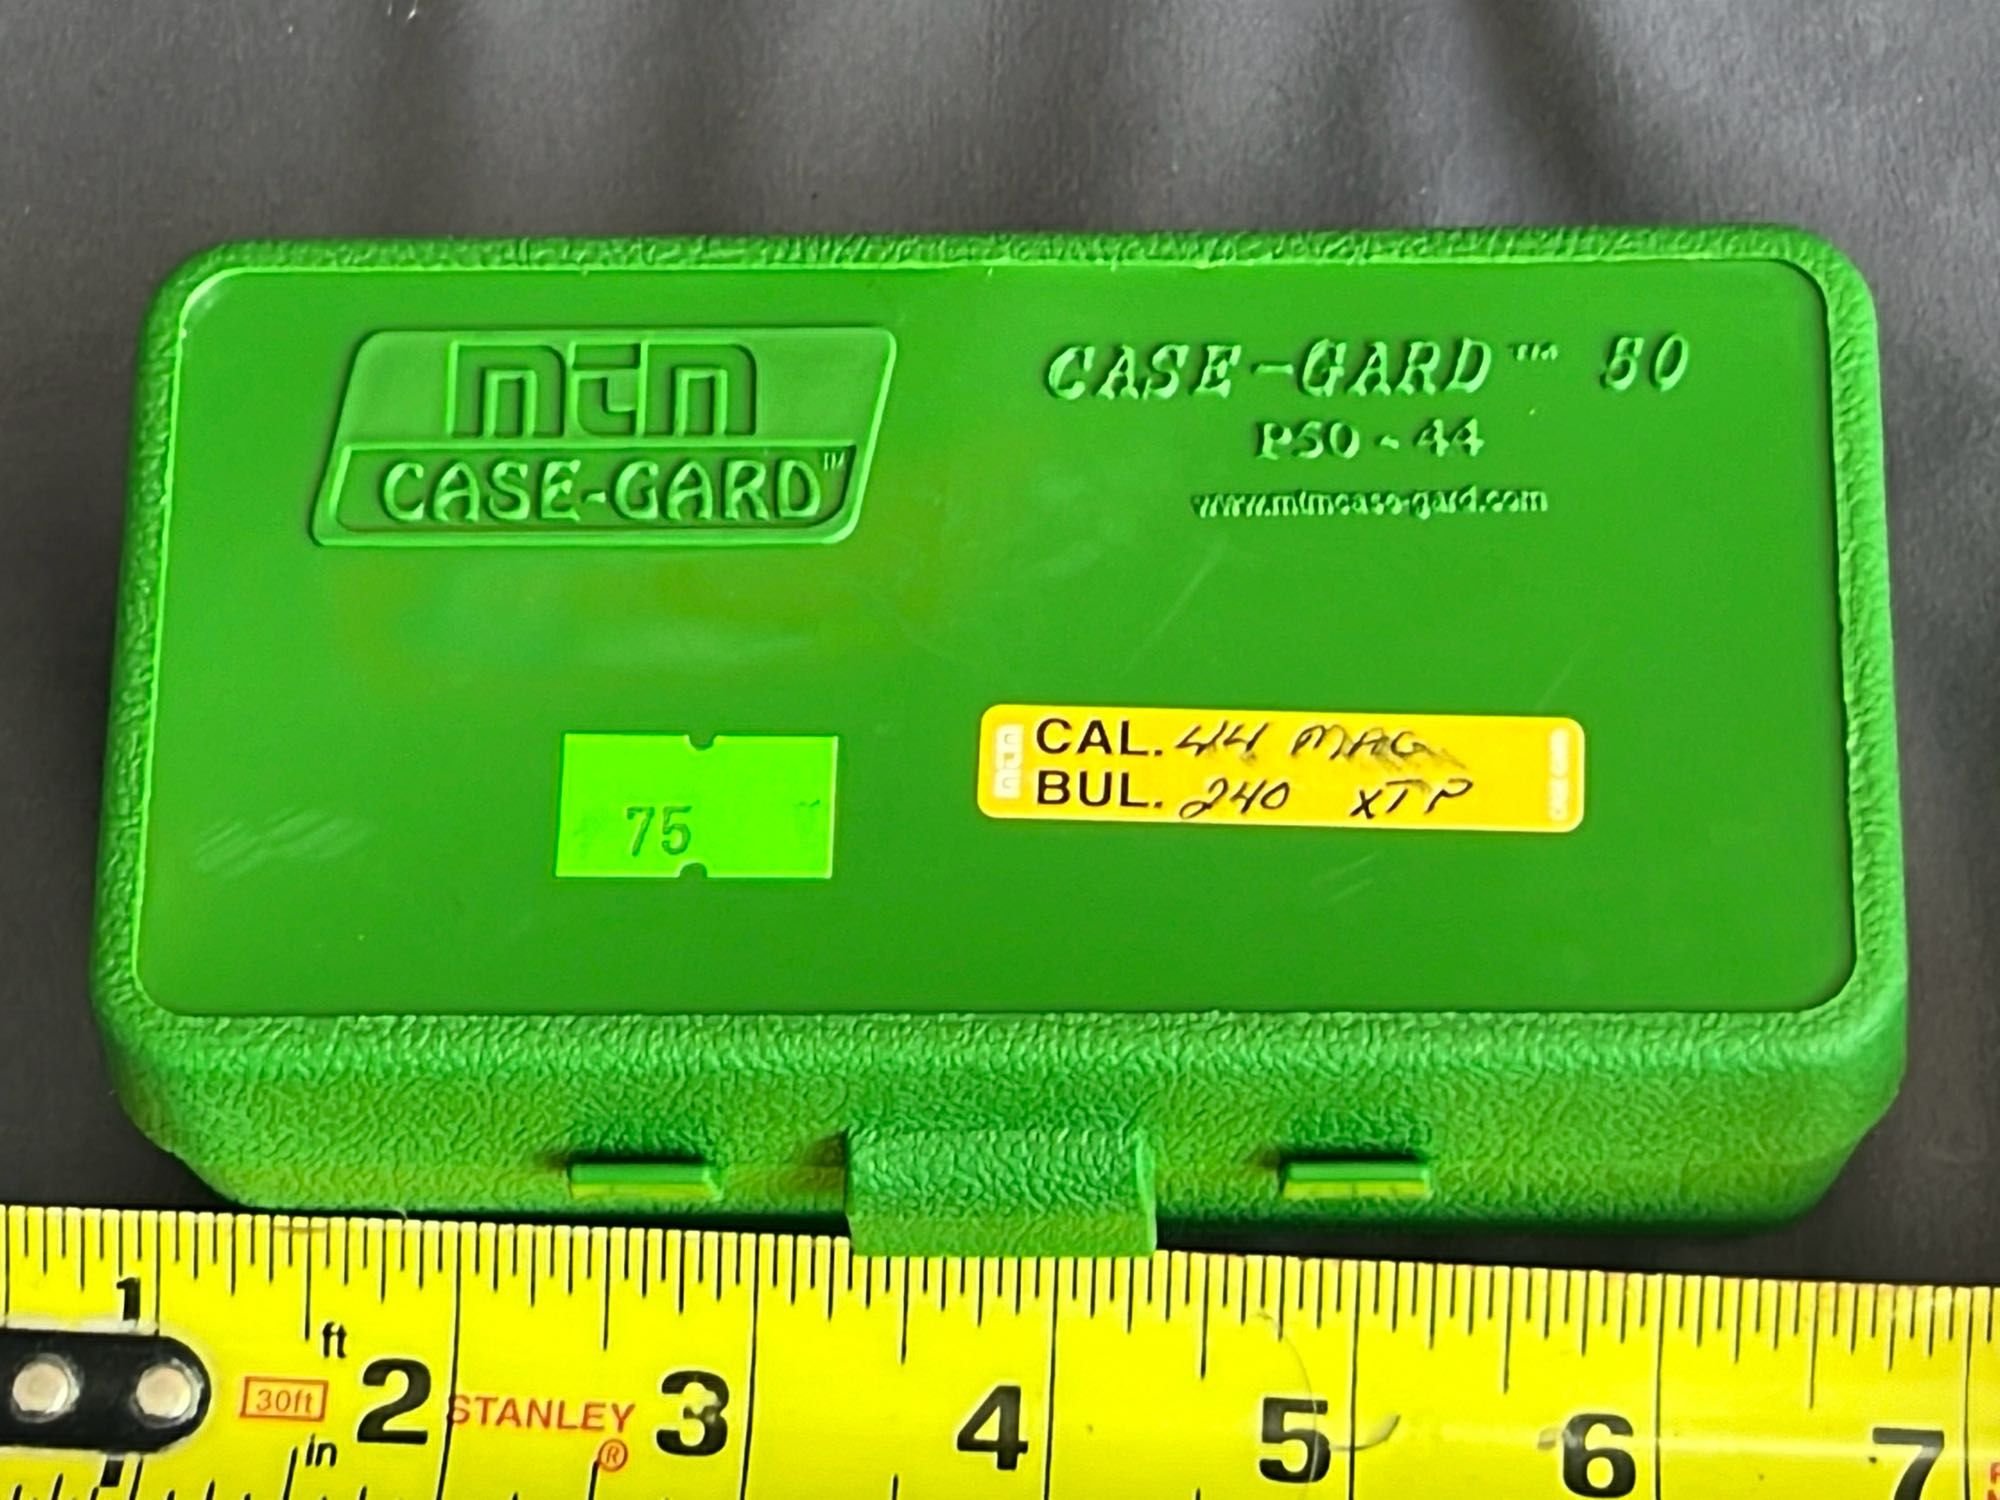 mtm
CASE-GARD™
CASE-GARD™ 50
P50-44
www.mtmcase-gard.com
75
CAL. 44 MAG
BUL. 240 XTP
1
ft
30ft
in
2
STANLEY®
3
4
5
6
7